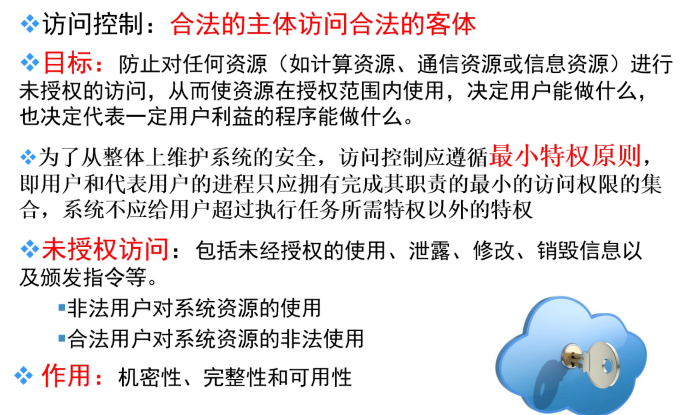 ❖访问控制：合法的主体访问合法的客体
❖目标：防止对任何资源（如计算资源、通信资源或信息资源）进行
未授权的访问，从而使资源在授权范围内使用，决定用户能做什么，
也决定代表一定用户利益的程序能做什么。
❖为了从整体上维护系统的安全，访问控制应遵循最小特权原则，
即用户和代表用户的进程只应拥有完成其职责的最小的访问权限的集
合，系统不应给用户超过执行任务所需特权以外的特权
❖未授权访问：包括未经授权的使用、泄露、修改、销毁信息以
及颁发指令等。
▪非法用户对系统资源的使用
▪合法用户对系统资源的非法使用
❖ 作用：机密性、完整性和可用性